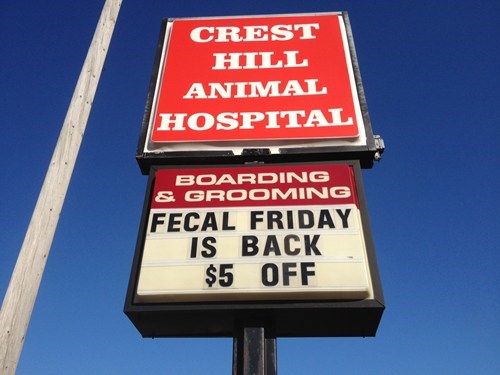 CREST
HILL
ANIMAL
HOSPITAL
BOARDING
& GROOMING
FECAL FRIDAY
IS BACK
$5 OFF